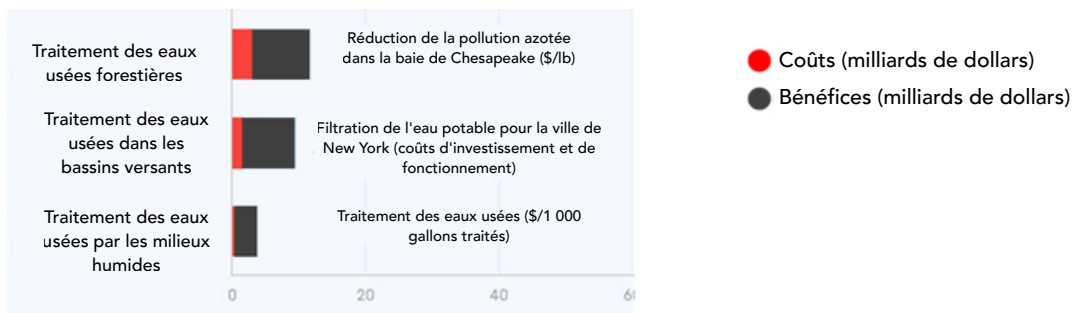 Traitement des eaux
usées forestières
Réduction de la pollution azotée
dans la baie de Chesapeake ($/lb)
Traitement des eaux
usées dans les
bassins versants
Filtration de l'eau potable pour la ville de
New York (coûts d'investissement et de
fonctionnement)
Traitement des eaux
usées par les milieux
humides
Traitement des eaux usées ($/1 000
gallons traités)
0 20 40
Coûts (milliards de dollars)
Bénéfices (milliards de dollars)